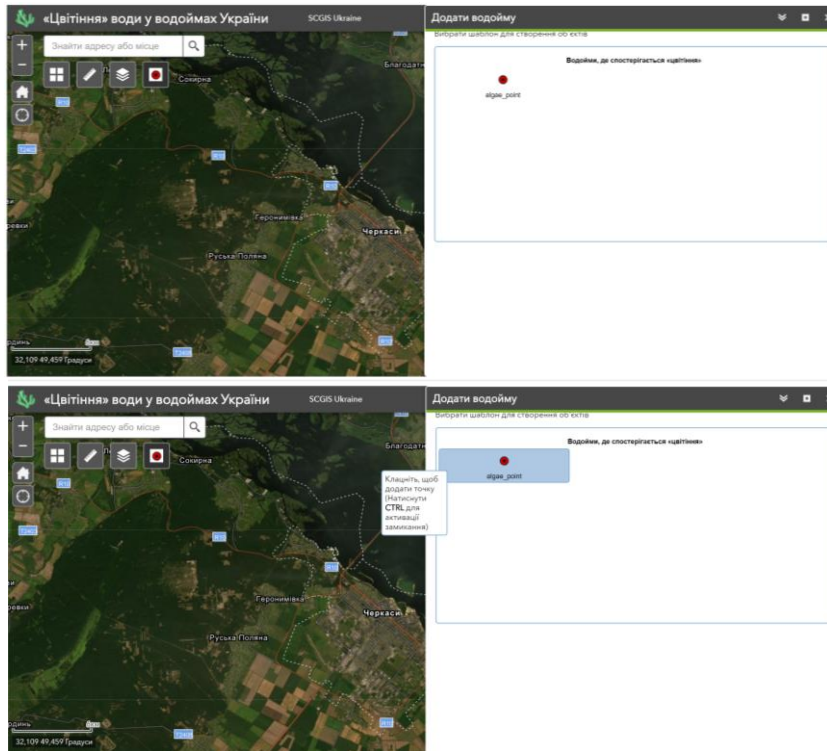 «Цвітіння» води у водоймах України
SCGIS Ukraine
Додати водойму
Знайти адресу або місце
Вибрати шаблон для створення об'єктів
Водойми, де спостерігається «цвітіння»
algae_point
Сокирна
Благодатн
Геронимівка
Черкаси
Руська Поляна
32,109 49,459 Градуси
«Цвітіння» води у водоймах України
SCGIS Ukraine
Додати водойму
Знайти адресу або місце
Вибрати шаблон для створення об'єктів
Водойми, де спостерігається «цвітіння»
algae_point
Сокирна
Благодатн
Клацніть, щоб
додати точку
(Натиснути
CTRL для
активації
замикання)
Геронимівка
Черкаси
Руська Поляна
32,109 49,459 Градуси